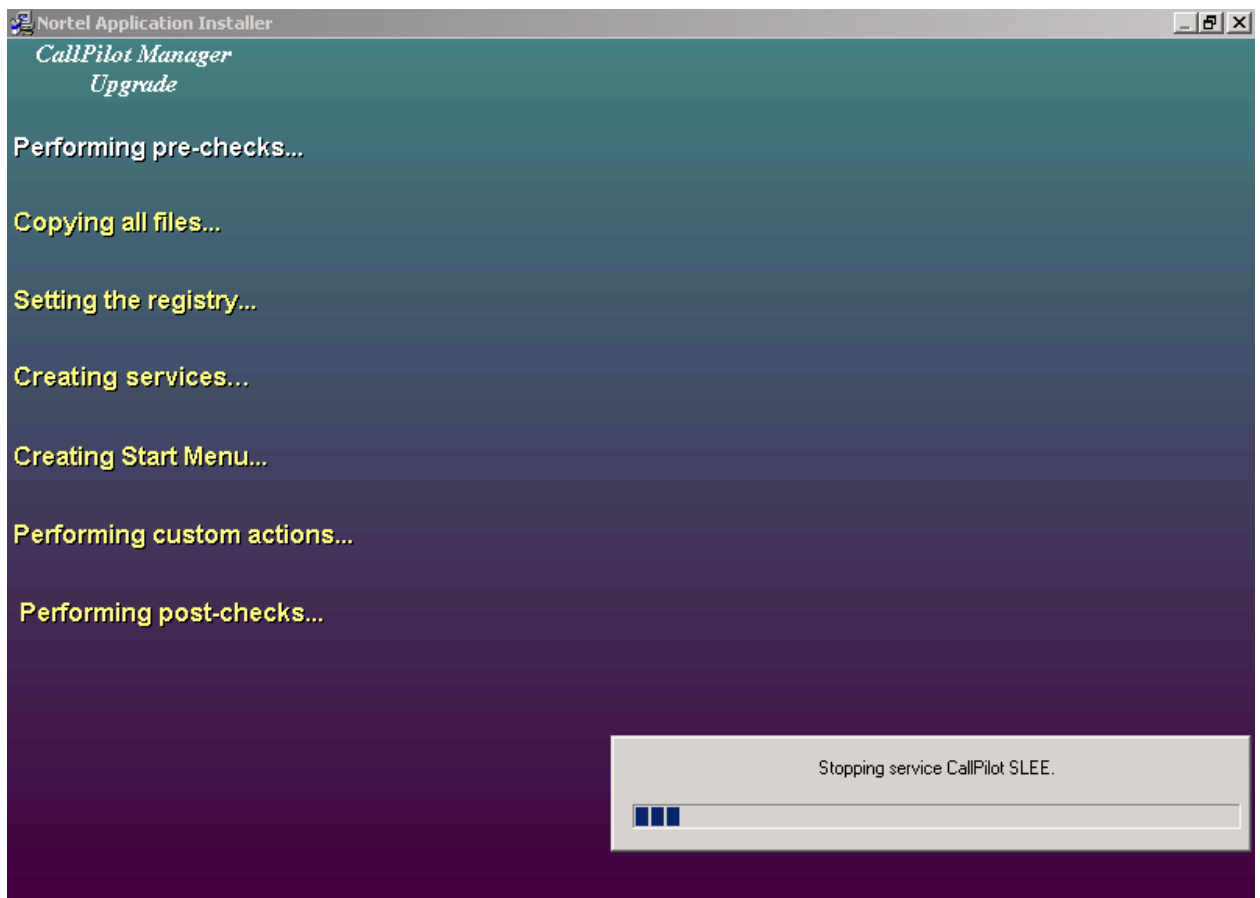 Nortel Application Installer
CallPilot Manager
Upgrade
Performing pre-checks...
Copying all files...
Setting the registry...
Creating services...
Creating Start Menu...
Performing custom actions...
Performing post-checks...
Stopping service CallPilot SLEE.